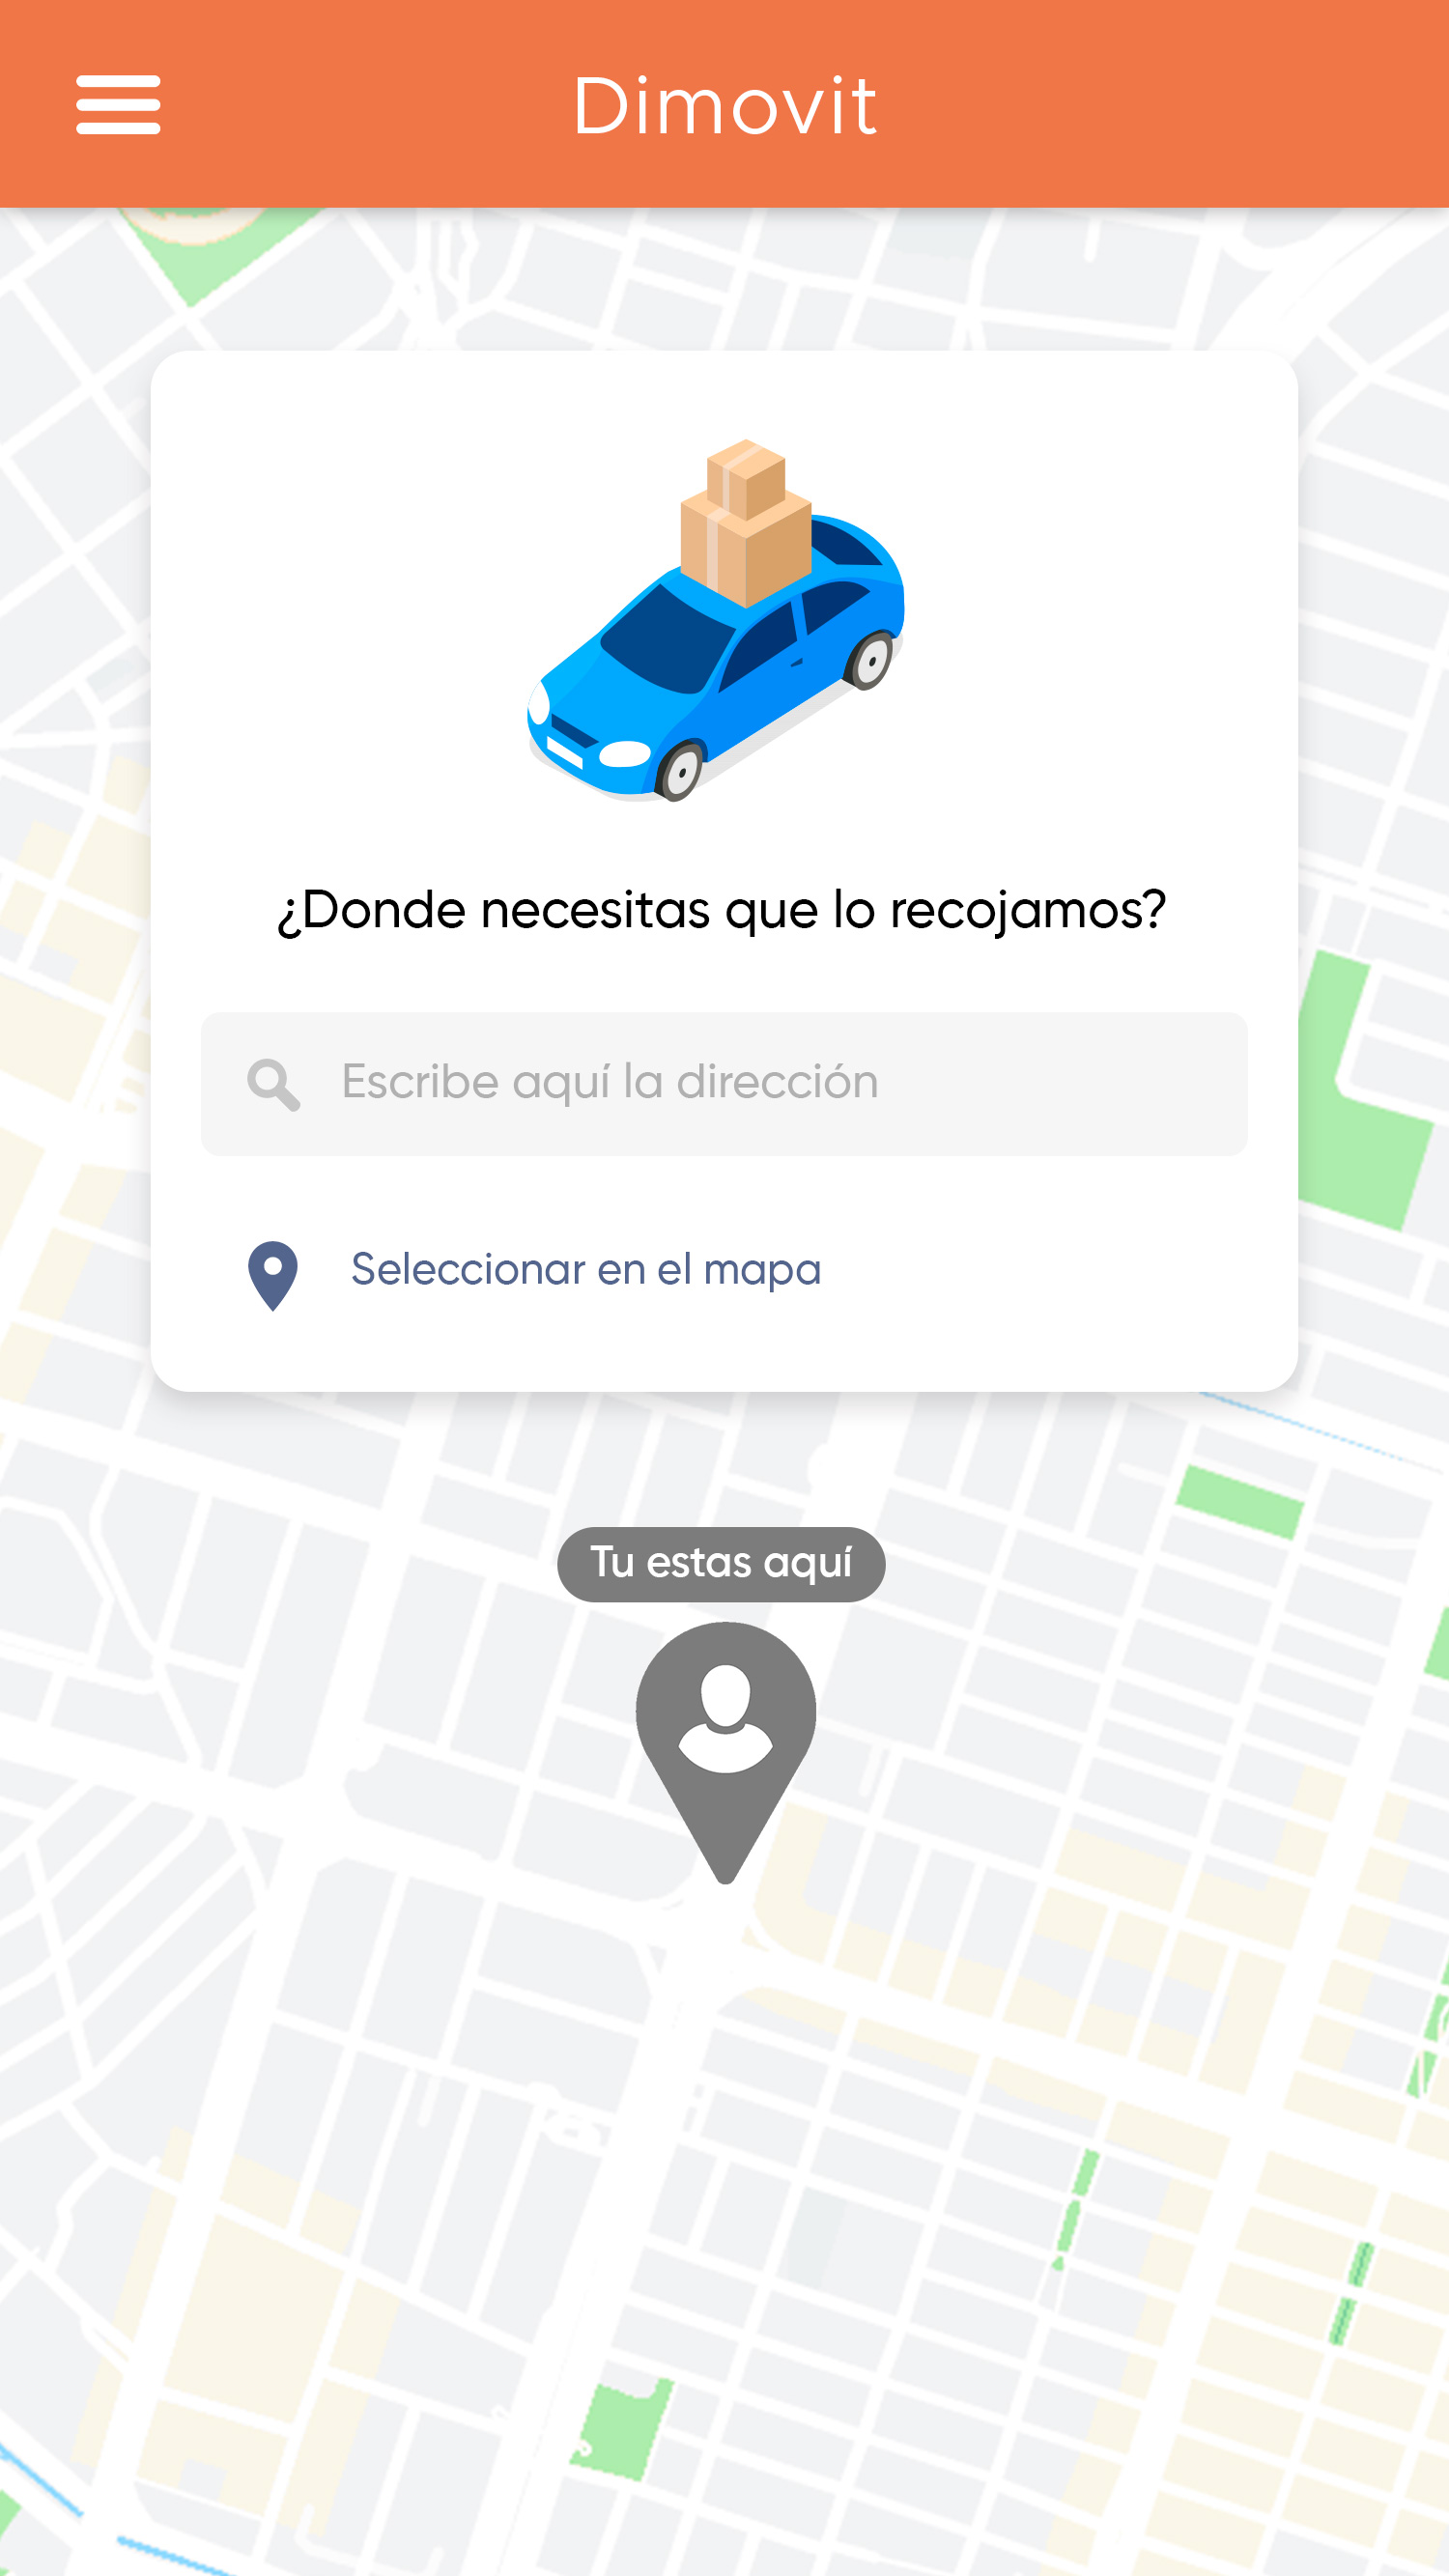 Dimovit
¿Donde necesitas que lo recojamos?
Escribe aquí la dirección
Seleccionar en el mapa
Tu estas aquí